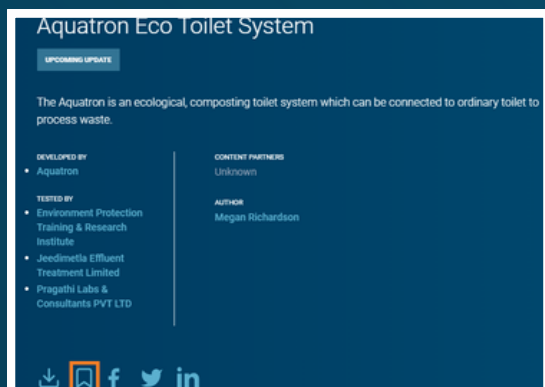 Aquatron Eco Toilet System
UPCOMING UPDATE
The Aquatron is an ecological, composting toilet system which can be connected to ordinary toilet to
process waste.
DEVELOPED BY
Aquatron
TESTED BY
Environment Protection
Training & Research
Institute
Jeedimetla Effluent
Treatment Limited
Pragathi Labs &
Consultants PVT LTD
CONTENT PARTNERS
Unknown
AUTHOR
Megan Richardson